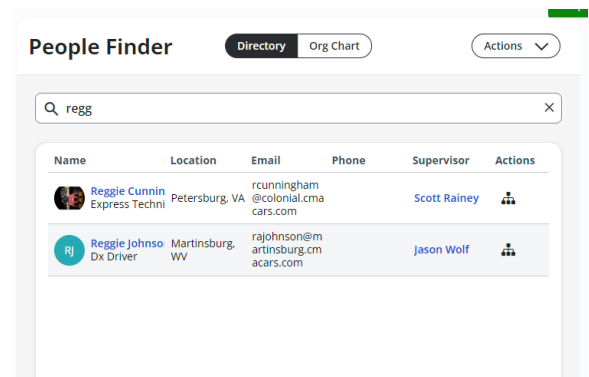 People Finder
Directory
Org Chart
Actions
regg
Name Location Email Phone Supervisor Actions
Reggie Cunnin
Express Techni
Petersburg, VA
rcunningham
@colonial.cma
cars.com
Scott Rainey
RJ
Reggie Johnso
Dx Driver
Martinsburg,
WV
rajohnson@m
artinsburg.cm
acars.com
Jason Wolf